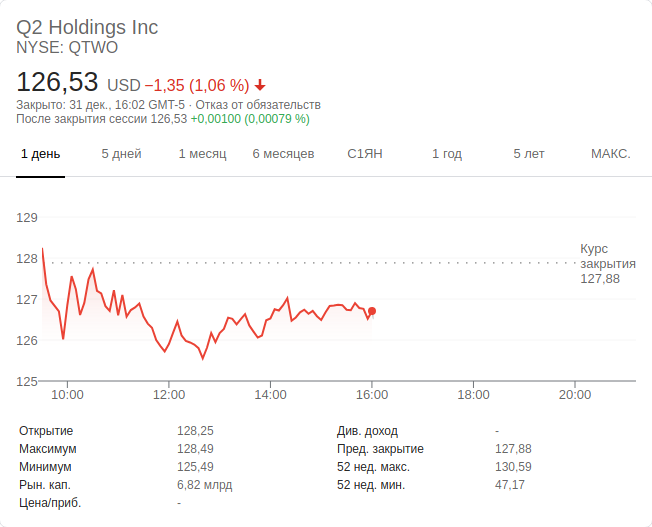 Q2 Holdings Inc
NYSE: QTWO
126,53 USD −1,35 (1,06 %)
Закрыто: 31 дек., 16:02 GMT-5 · Отказ от обязательств
После закрытия сессии 126,53 +0,00100 (0,00079 %)
1 день 5 дней 1 месяц 6 месяцев С1ЯН 1 год 5 лет МАКС.
129
128
127
126
125
Курс
закрытия
127,88
10:00 12:00 14:00 16:00 18:00 20:00
Открытие 128,25 Див. доход -
Максимум 128,49 Пред. закрытие 127,88
Минимум 125,49 52 нед. макс. 130,59
Рын. кап. 6,82 млрд 52 нед. мин. 47,17
Цена/приб. -